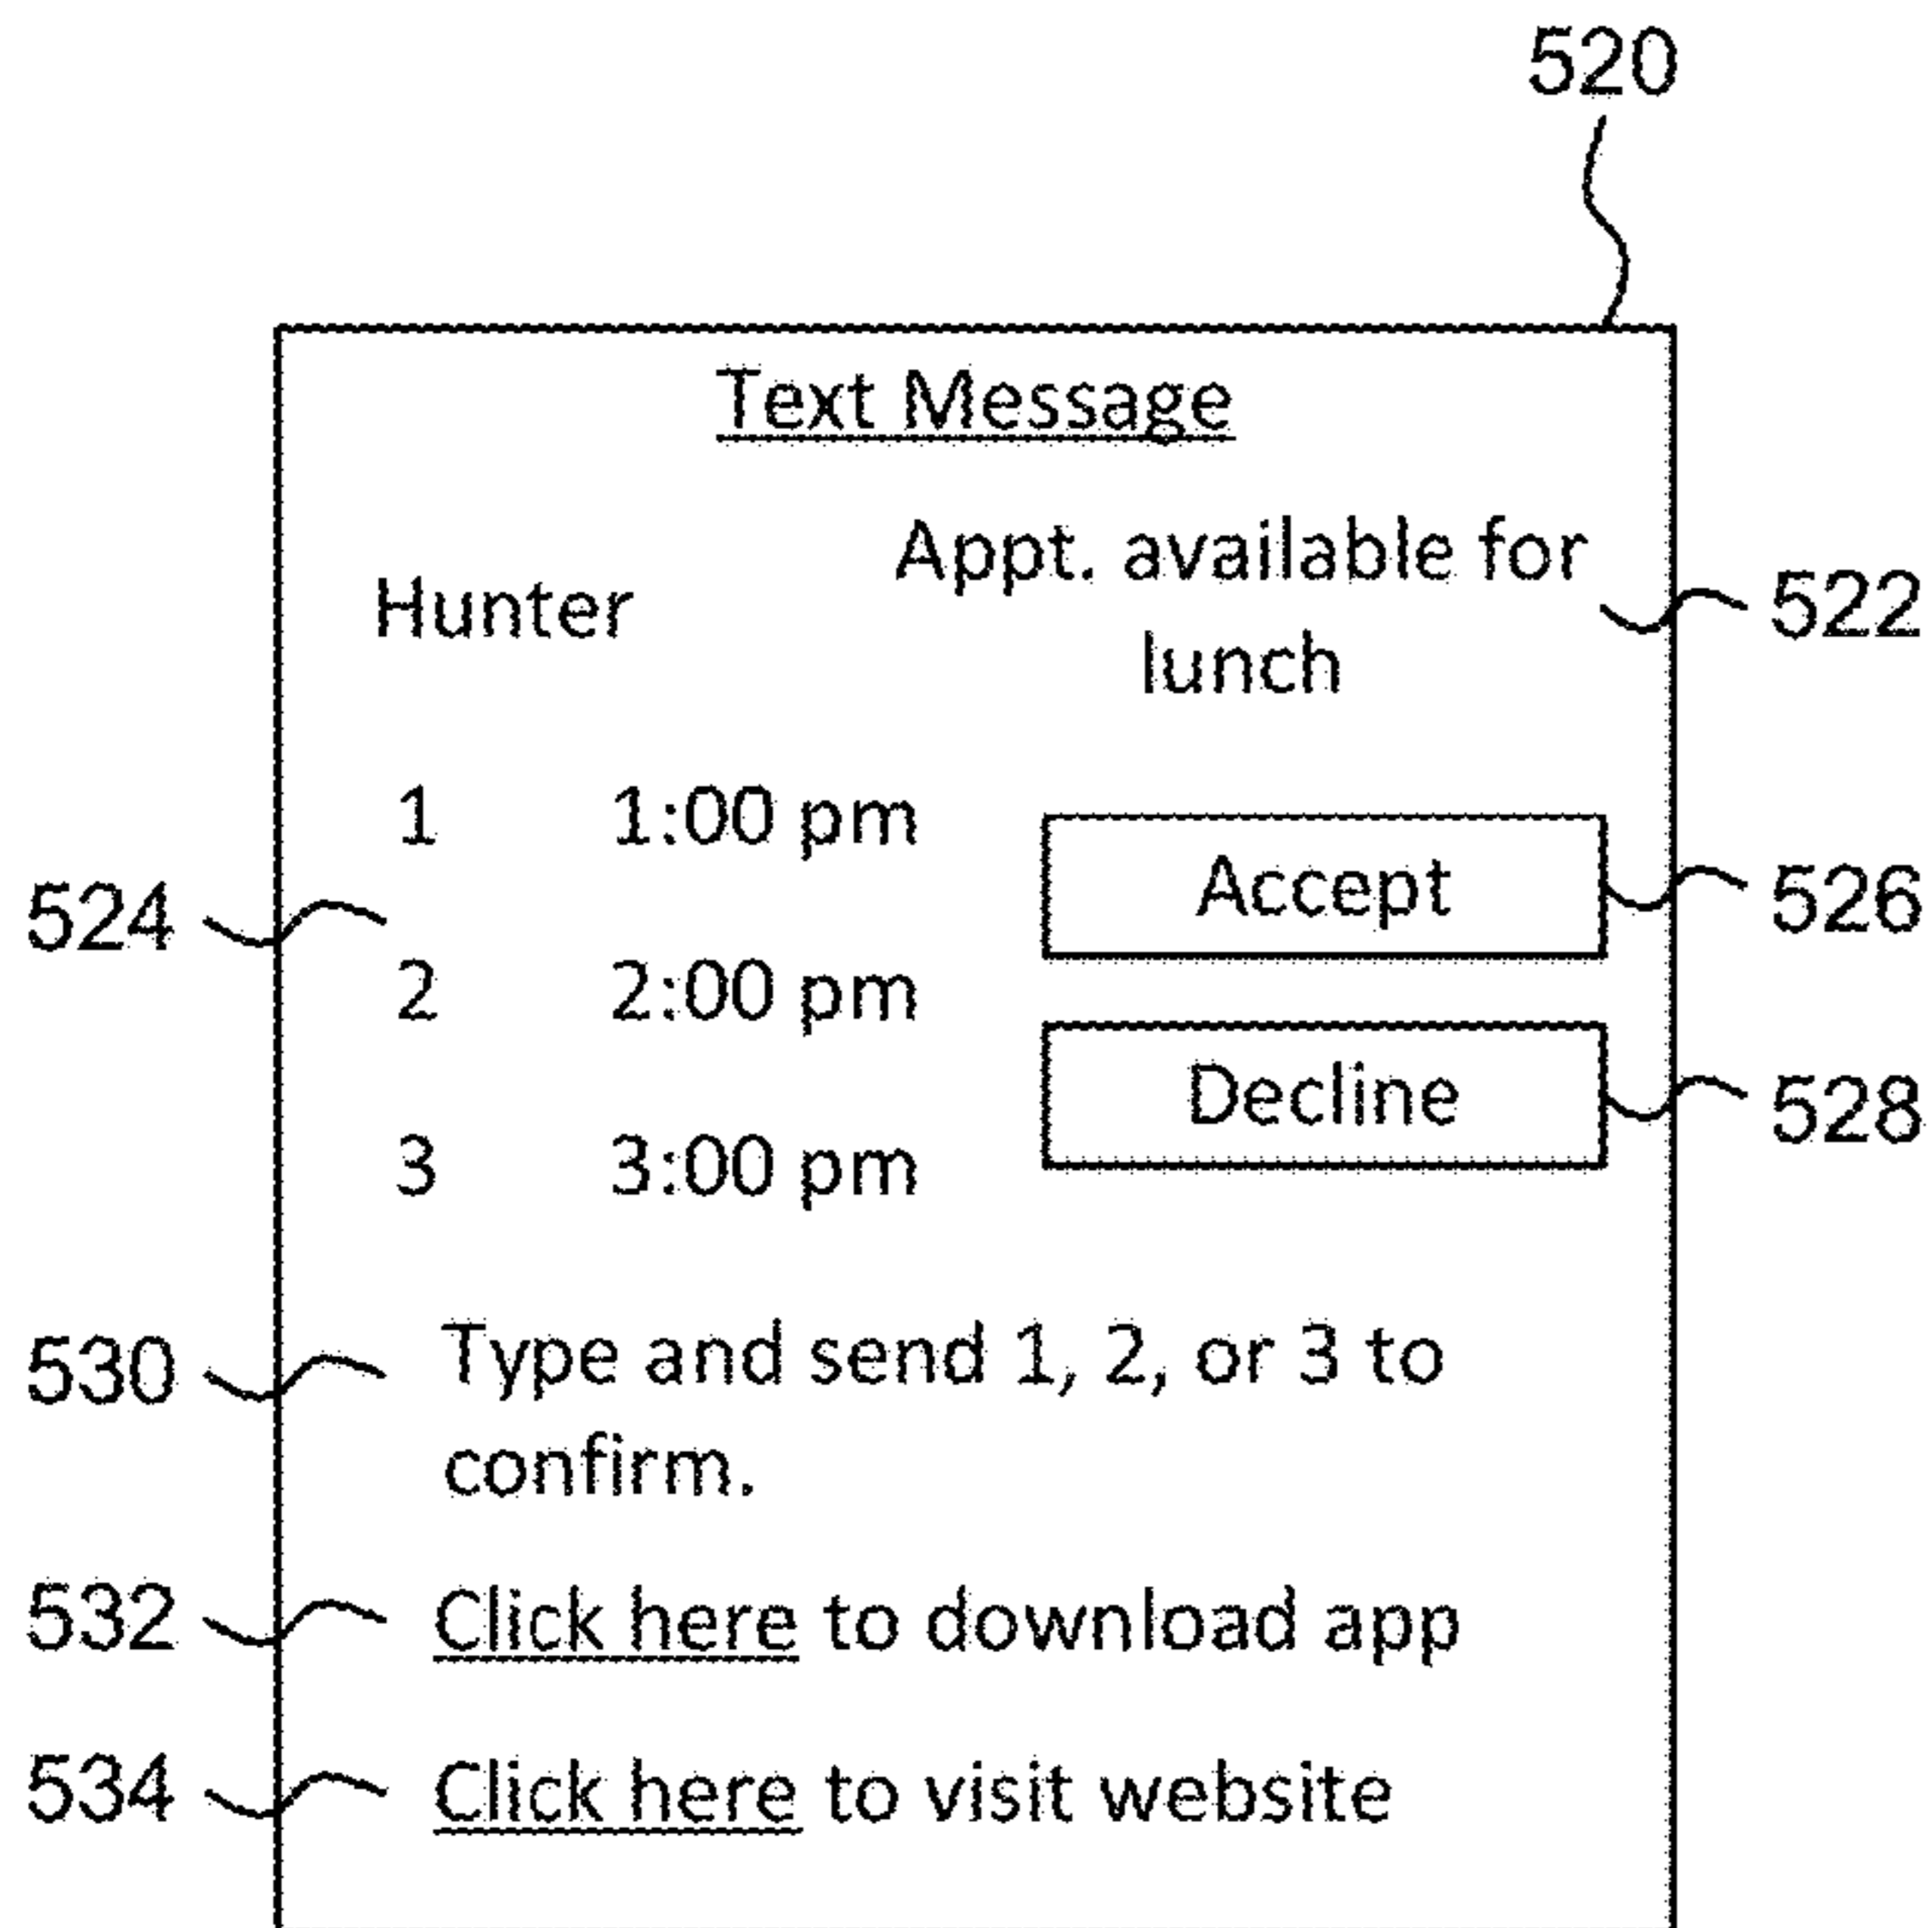 520
Text Message
Hunter
Appt. available for
lunch
522
1 1:00 pm
Accept
526
524
2 2:00 pm
Decline
528
3 3:00 pm
530
Type and send 1, 2, or 3 to
confirm.
532
Click here to download app
534
Click here to visit website